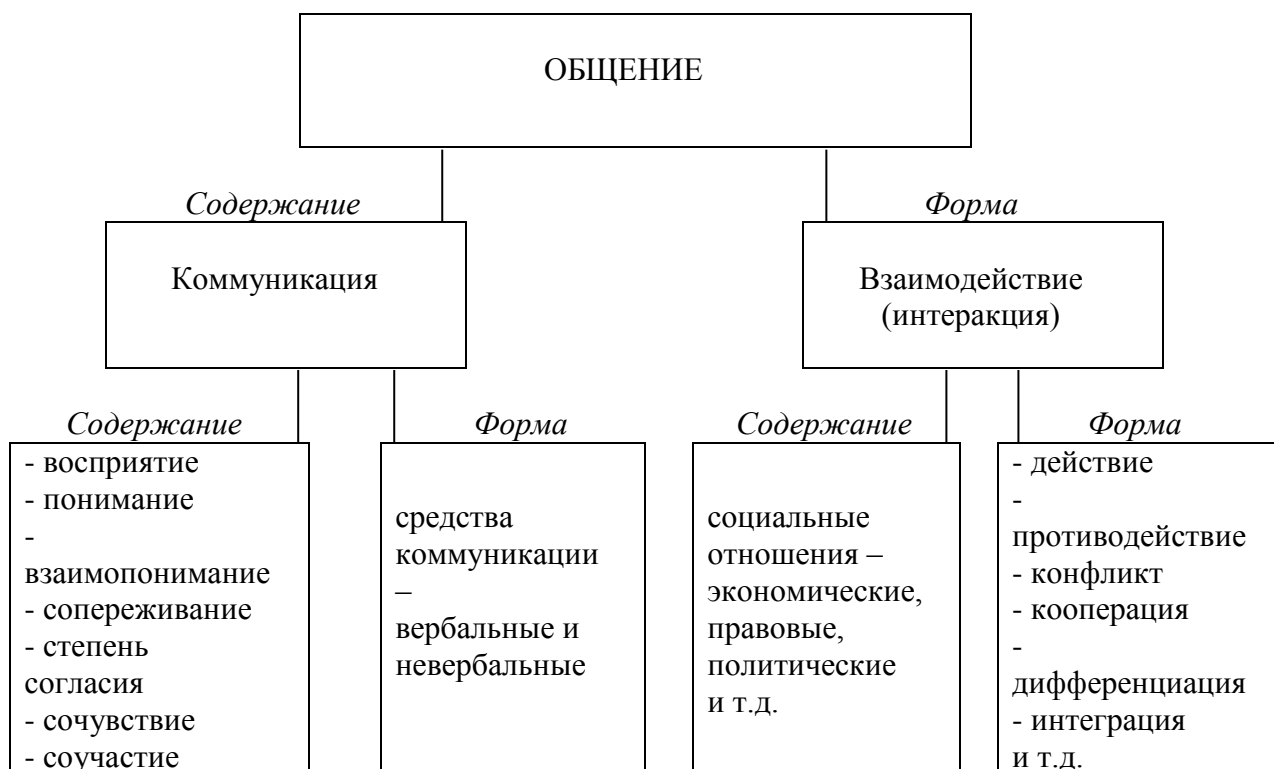 ОБЩЕНИЕ
Содержание
Форма
Коммуникация
Взаимодействие
(интеракция)
Содержание
Форма
Содержание
Форма
- восприятие
- понимание
-
взаимопонимание
- сопереживание
- степень
согласия
- сочувствие
- соучастие
средства
коммуникации
–
вербальные и
невербальные
социальные
отношения –
экономические,
правовые,
политические
и т.д.
- действие
-
противодействие
- конфликт
- кооперация
-
дифференциация
- интеграция
и т.д.